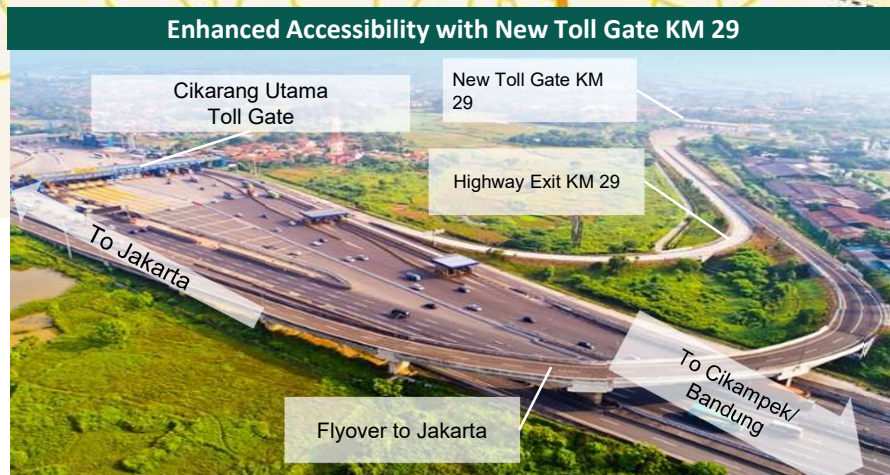 Enhanced Accessibility with New Toll Gate KM 29
Cikarang Utama
Toll Gate
New Toll Gate KM
29
Highway Exit KM 29
To Jakarta
To Cikampek/
Bandung
Flyover to Jakarta